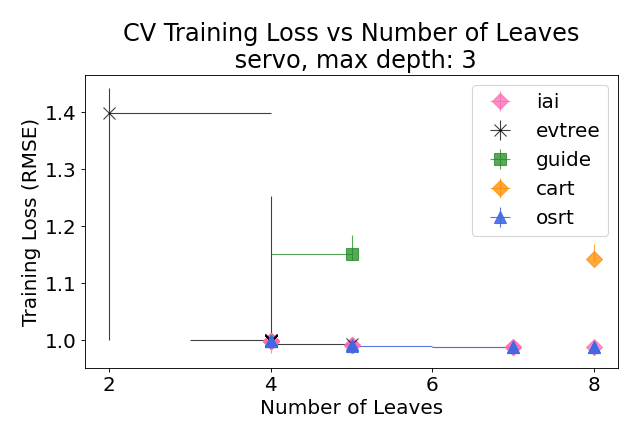 CV Training Loss vs Number of Leaves
servo, max depth: 3
Training Loss (RMSE)
1.4
1.3
1.2
1.1
1.0
2
4
6
8
Number of Leaves
iai
evtree
guide
cart
osrt